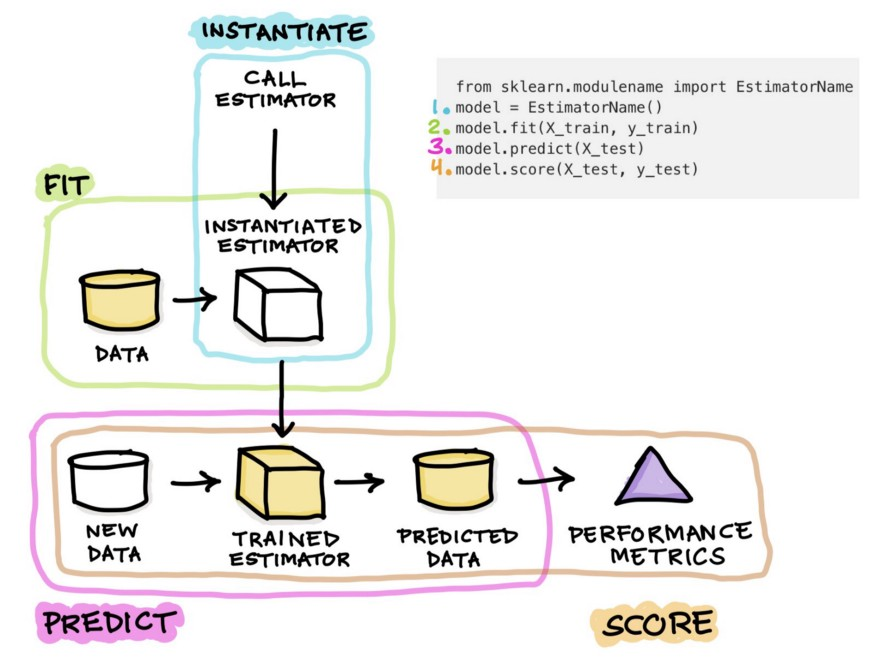 INSTANTIATE
CALL
ESTIMATOR
from sklearn.modulename import EstimatorName
1. model = EstimatorName()
2. model.fit(X_train, y_train)
3. model.predict(X_test)
4. model.score(X_test, y_test)
FIT
INSTANTIATED
ESTIMATOR
DATA
NEW
DATA
TRAINED
ESTIMATOR
PREDICTED
DATA
PERFORMANCE
METRICS
PREDICT
SCORE